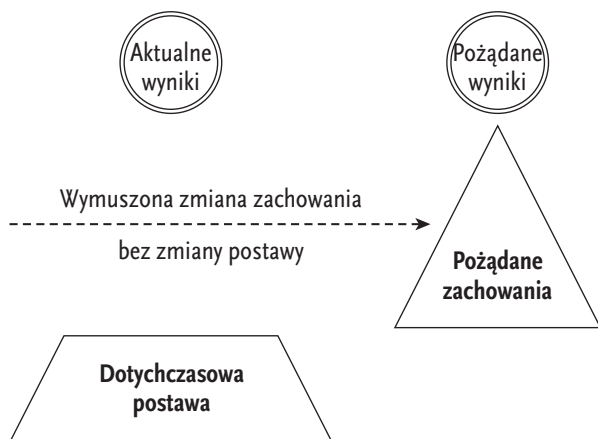 Aktualne
wyniki
Pożądane
wyniki
Wymuszona zmiana zachowania
bez zmiany postawy
Pożądane
zachowania
Dotychczasowa
postawa